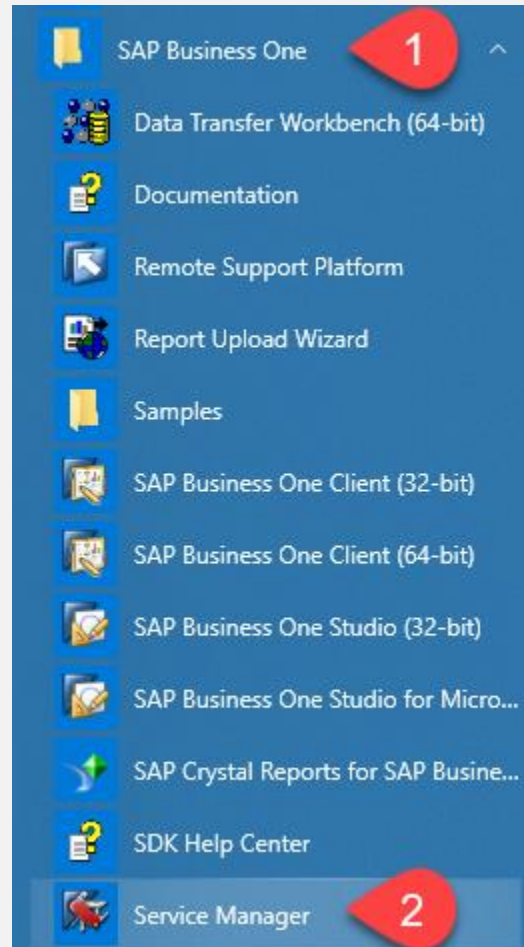 SAP Business One
1
Data Transfer Workbench (64-bit)
Documentation
Remote Support Platform
Report Upload Wizard
Samples
SAP Business One Client (32-bit)
SAP Business One Client (64-bit)
SAP Business One Studio (32-bit)
SAP Business One Studio for Micro...
SAP Crystal Reports for SAP Busine...
SDK Help Center
Service Manager
2